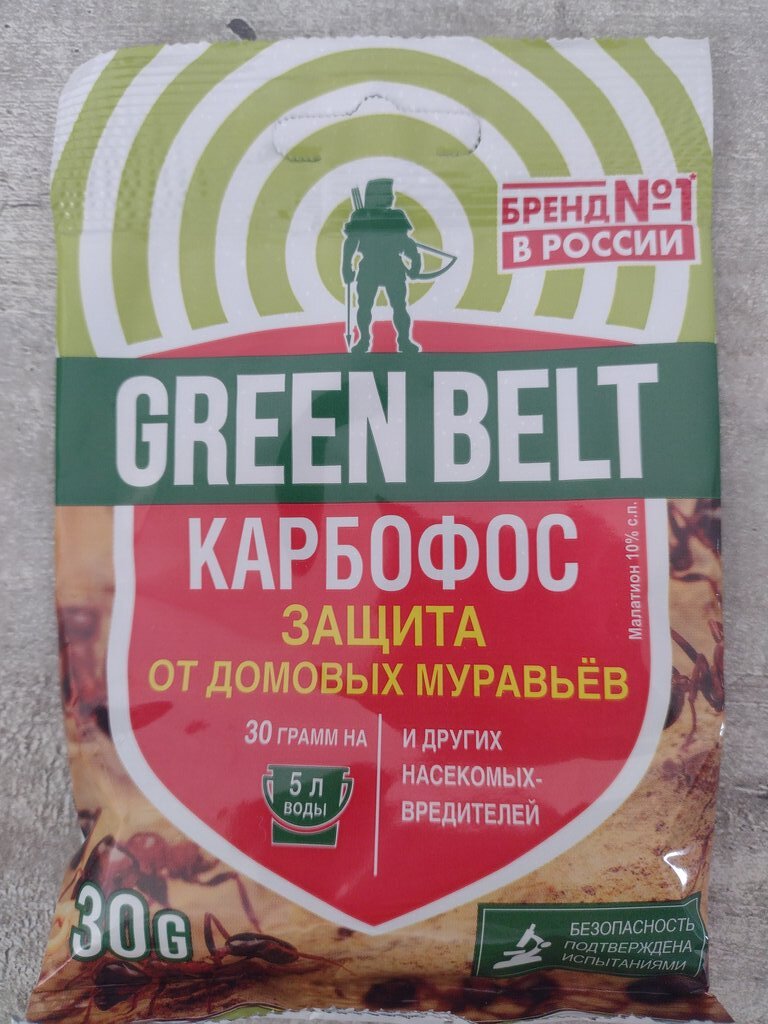 БРЕНД №1*
В РОССИИ
GREEN BELT
КАРБОФОС
Малатион 10% с.п.
ЗАЩИТА
ОТ ДОМОВЫХ МУРАВЬЁВ
30 ГРАММ НА
5 Л
ВОДЫ
И ДРУГИХ
НАСЕКОМЫХ-
ВРЕДИТЕЛЕЙ
30G
БЕЗОПАСНОСТЬ
ПОДТВЕРЖДЕНА
ИСПЫТАНИЯМИ